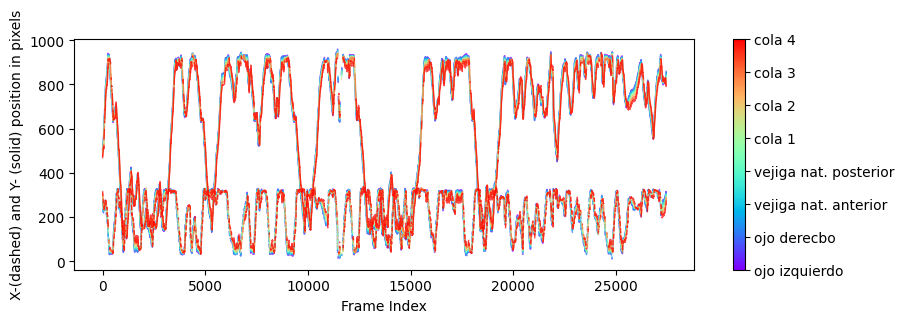 X-(dashed) and Y- (solid) position in pixels
1000
800
600
400
200
0
0
5000
10000
15000
20000
25000
Frame Index
cola 4
cola 3
cola 2
cola 1
vejiga nat. posterior
vejiga nat. anterior
ojo derecbo
ojo izquierdo